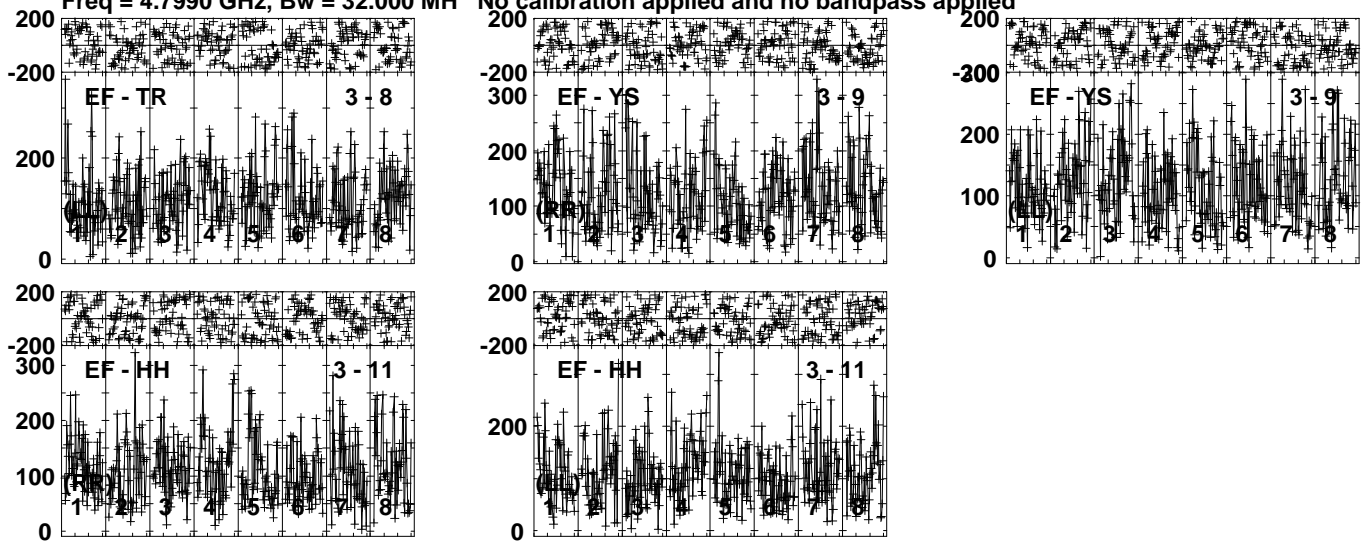 Freq = 4.7990 GHz, Bw = 32.000 MH No calibration applied and no bandpass applied
200
-200
EF - TR 3 - 8
200
(LL)
1 2 3 4 5 6 7 8
0
200
-200
300
EF - YS 3 - 9
200
100
(RR)
1 2 3 4 5 6 7 8
0
200
-200
300
EF - YS 3 - 9
200
100
(LL)
1 2 3 4 5 6 7 8
0
200
-200
300
EF - HH 3 - 11
200
100
(RR)
1 2 3 4 5 6 7 8
0
200
-200
EF - HH 3 - 11
200
(LL)
1 2 3 4 5 6 7 8
0